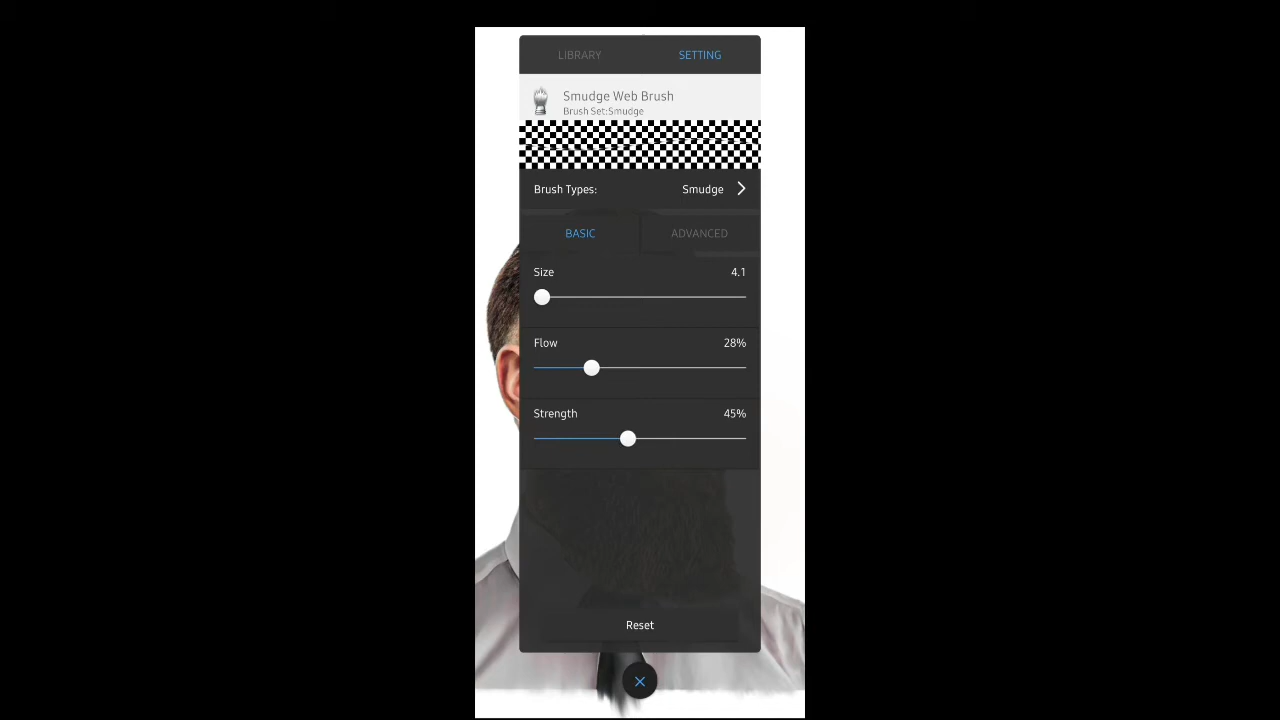 LIBRARY SETTING
Smudge Web Brush
Brush Set:Smudge
Brush Types: Smudge
BASIC ADVANCED
Size 4.1
Flow 28%
Strength 45%
Reset